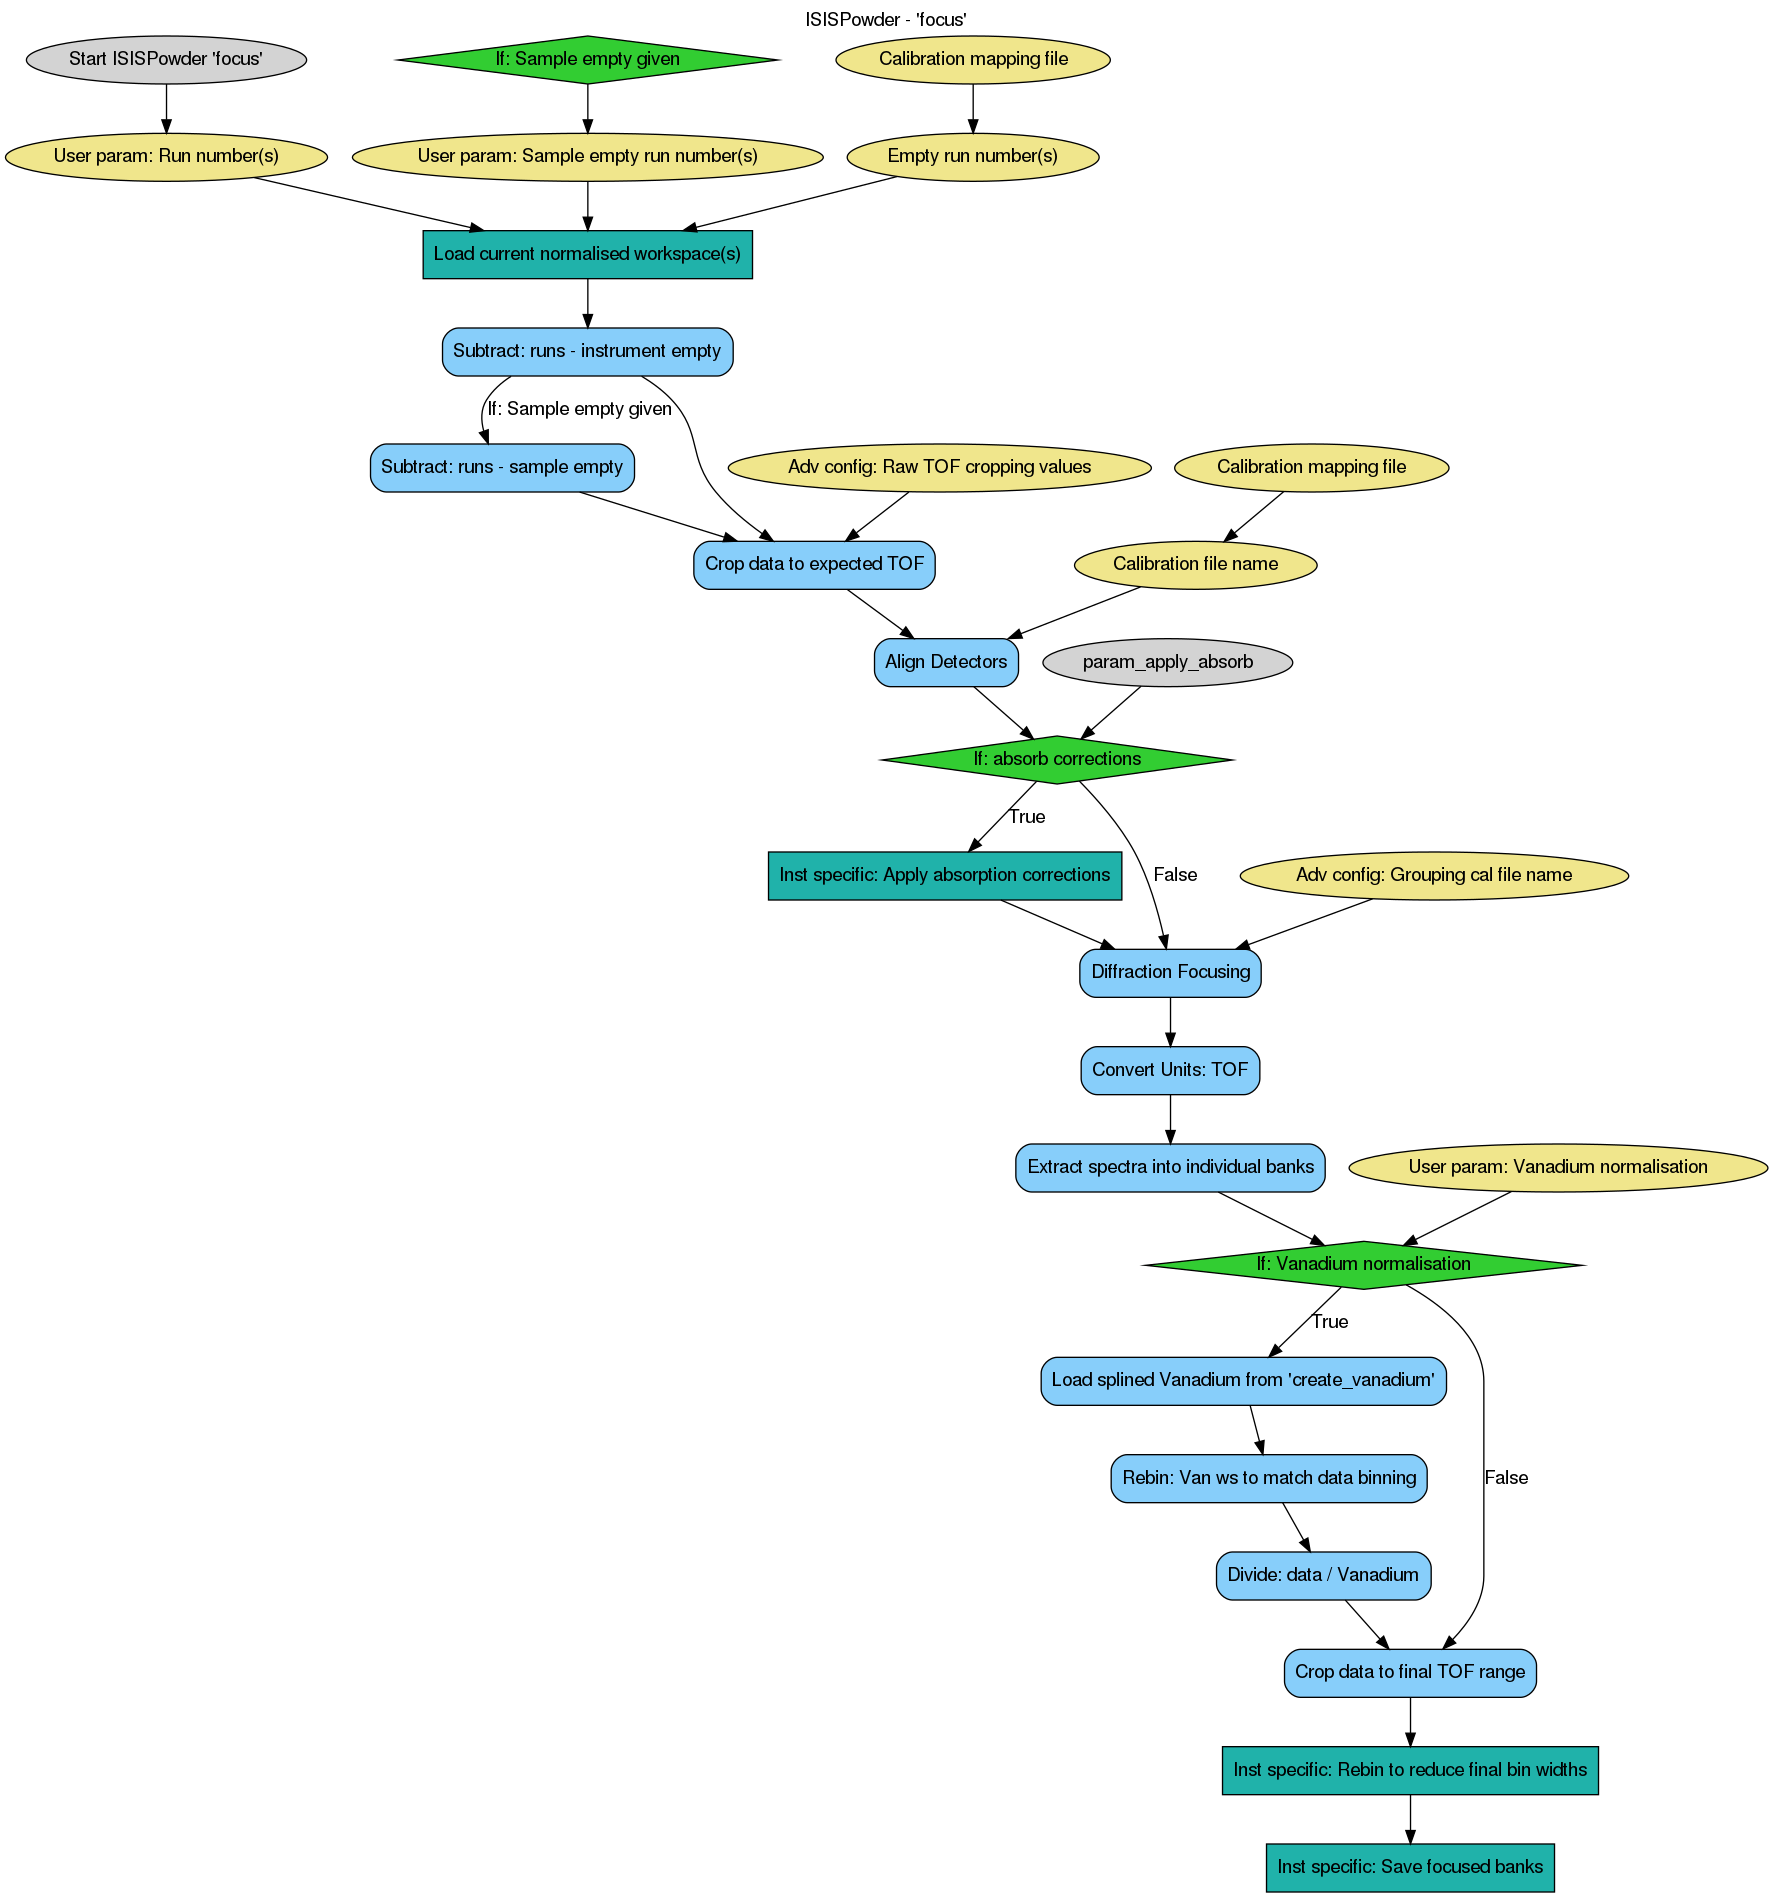 ISISPowder - 'focus'
Start ISISPowder 'focus'
If: Sample empty given
Calibration mapping file
User param: Run number(s)
User param: Sample empty run number(s)
Empty run number(s)
Load current normalised workspace(s)
Subtract: runs - instrument empty
If: Sample empty given
Subtract: runs - sample empty
Adv config: Raw TOF cropping values
Calibration mapping file
Crop data to expected TOF
Calibration file name
Align Detectors
param_apply_absorb
If: absorb corrections
True
Inst specific: Apply absorption corrections
False
Adv config: Grouping cal file name
Diffraction Focusing
Convert Units: TOF
Extract spectra into individual banks
User param: Vanadium normalisation
If: Vanadium normalisation
True
Load splined Vanadium from 'create_vanadium'
Rebin: Van ws to match data binning
False
Divide: data / Vanadium
Crop data to final TOF range
Inst specific: Rebin to reduce final bin widths
Inst specific: Save focused banks